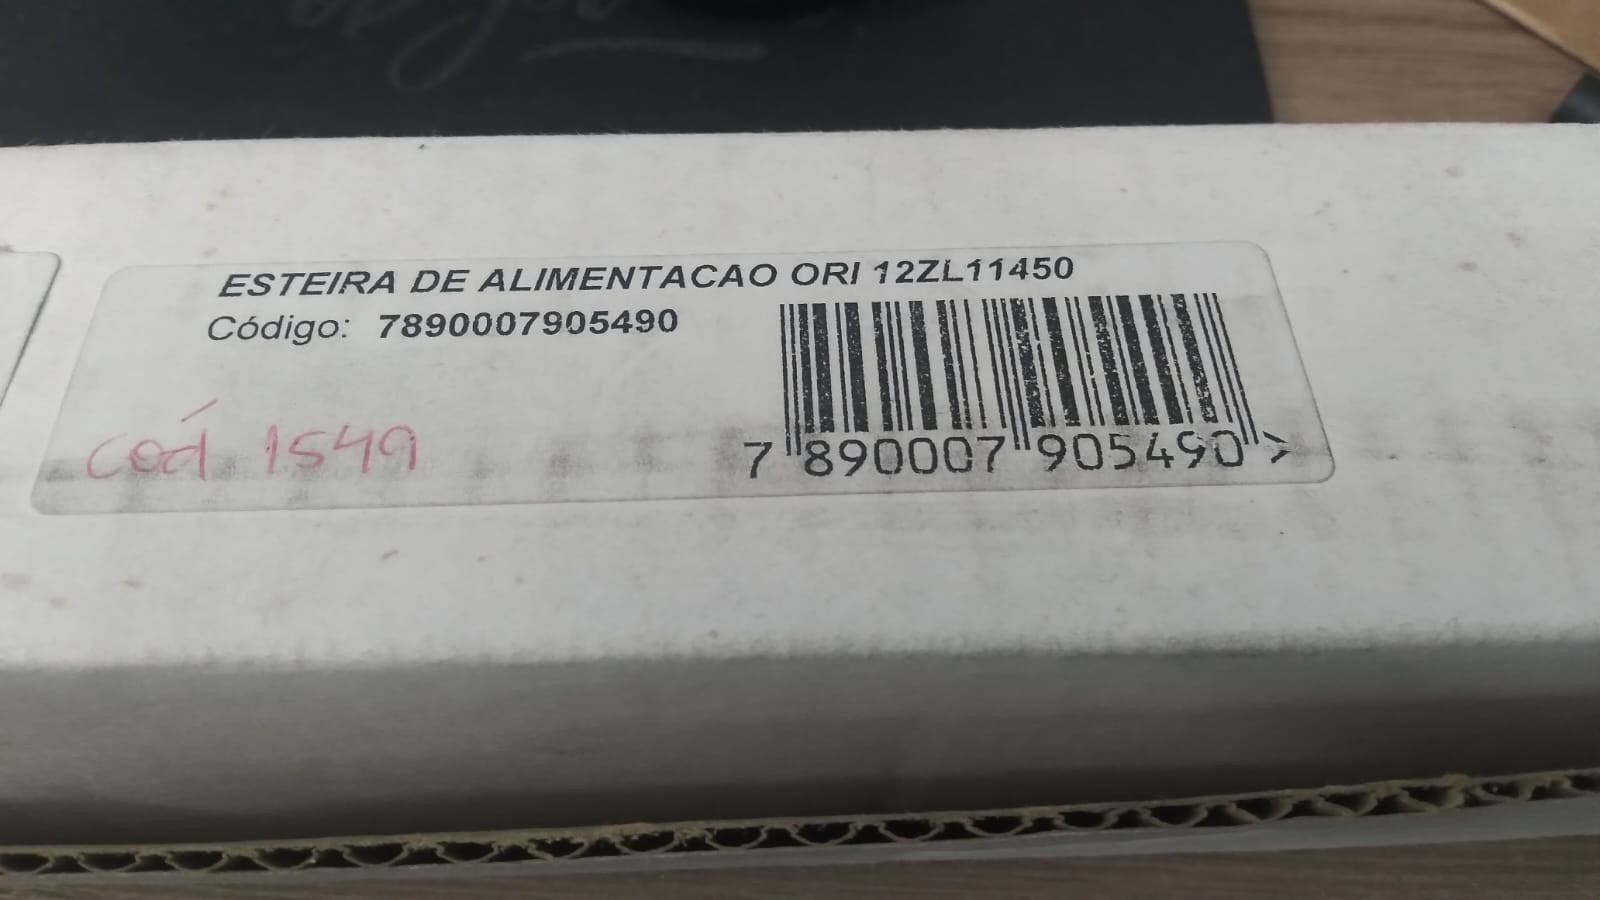 ESTEIRA DE ALIMENTACAO ORI 12ZL11450
Código: 7890007905490
cód 1549
7 890007 905490 >